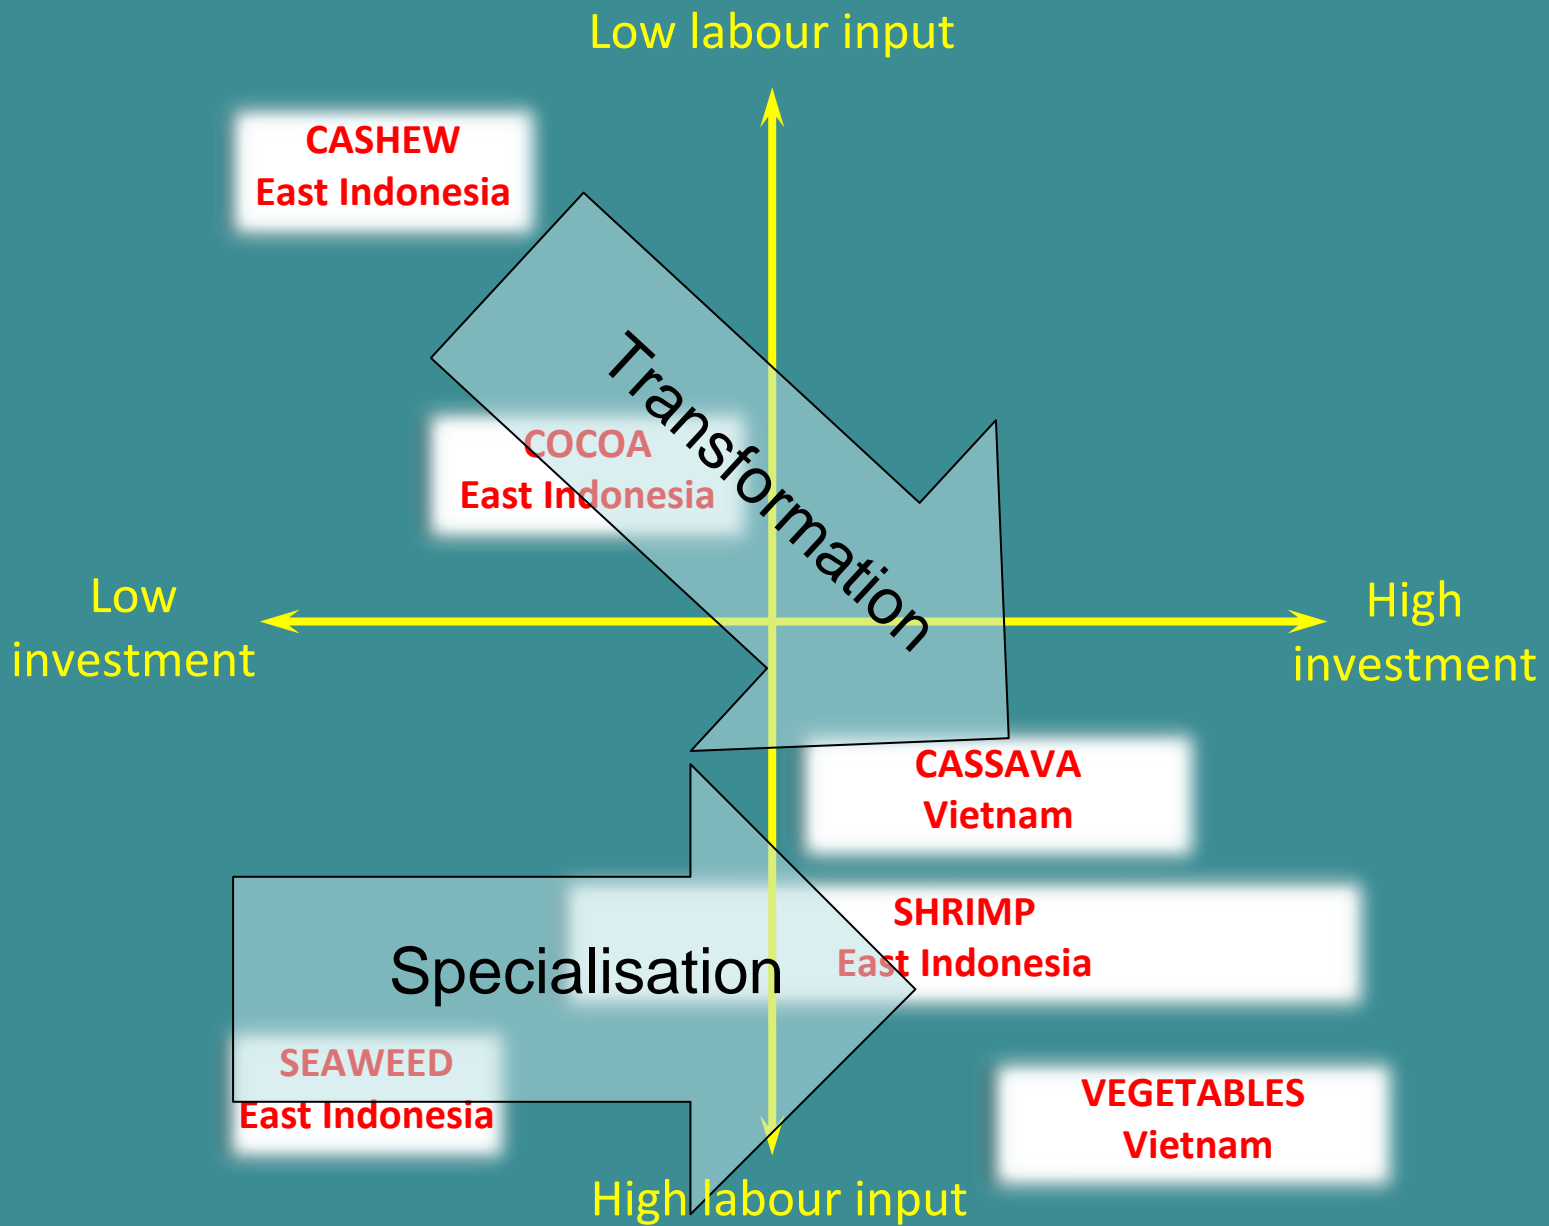 Low labour input
CASHEW
East Indonesia
Transformation
COCOA
East Indonesia
Low
investment
High
investment
CASSAVA
Vietnam
SHRIMP
East Indonesia
Specialisation
SEAWEED
East Indonesia
VEGETABLES
Vietnam
High labour input